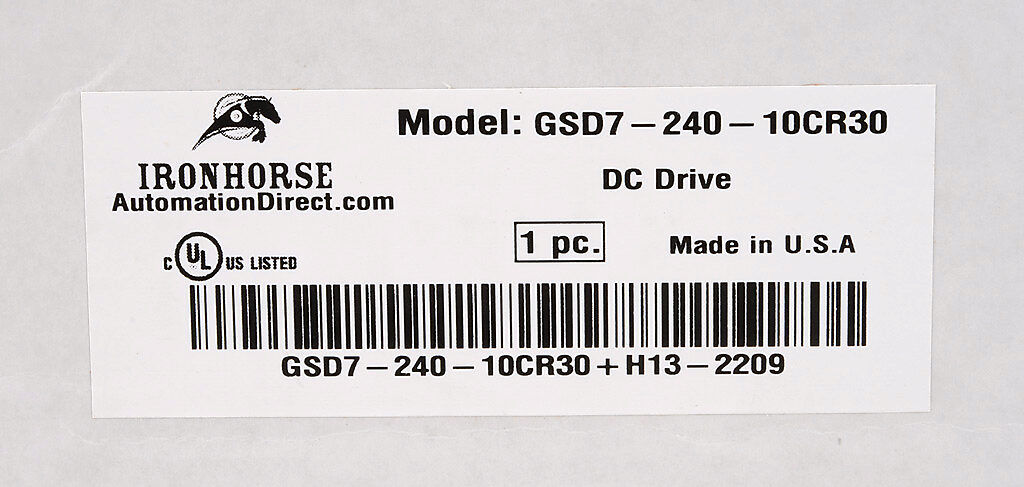 Model: GSD7-240-10CR30
IRONHORSE
AutomationDirect.com
DC Drive
1 pc.
Made in U.S.A
C UL US LISTED
GSD7-240-10CR30+H13-2209